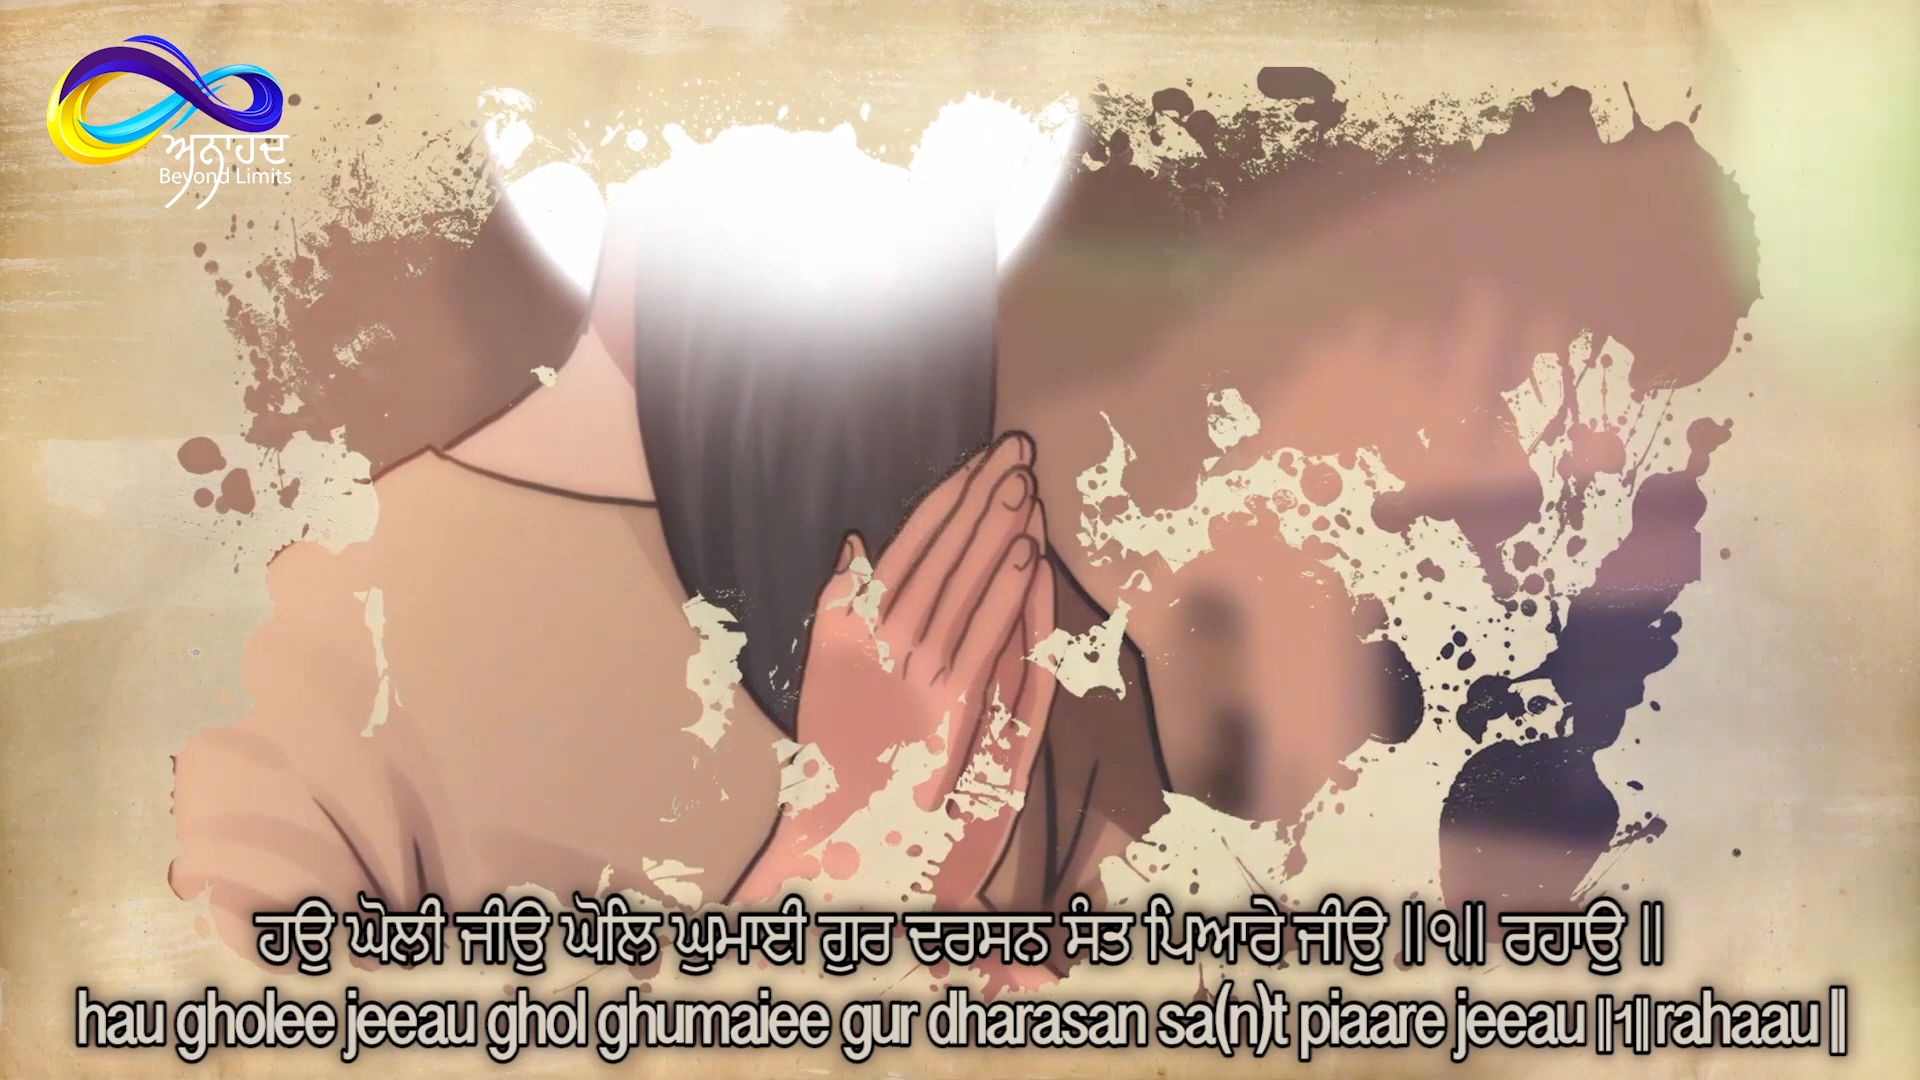 ਅਨਾਹਦ
Beyond Limits
ਹਉ ਘੋਲੀ ਜੀਉ ਘੋਲਿ ਘੁਮਾਈ ਗੁਰ ਦਰਸਨ ਸੰਤ ਪਿਆਰੇ ਜੀਉ ॥੧॥ ਰਹਾਉ ॥
hau gholee jeeau ghol ghumaiee gur dharasan sa(n)t piaare jeeau ||1|| rahaau ||